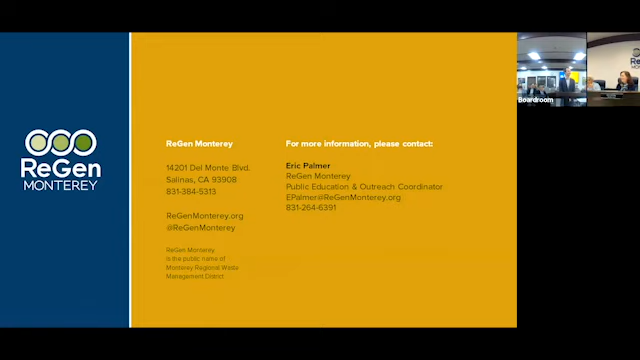 ReGen
MONTEREY
ReGen Monterey
14201 Del Monte Blvd.
Salinas, CA 93908
831-384-5313
ReGenMonterey.org
@ReGenMonterey
ReGen Monterey
is the public name of
Monterey Regional Waste
Management District
For more information, please contact:
Eric Palmer
ReGen Monterey
Public Education & Outreach Coordinator
EPalmer@ReGenMonterey.org
831-264-6391
Boardroom